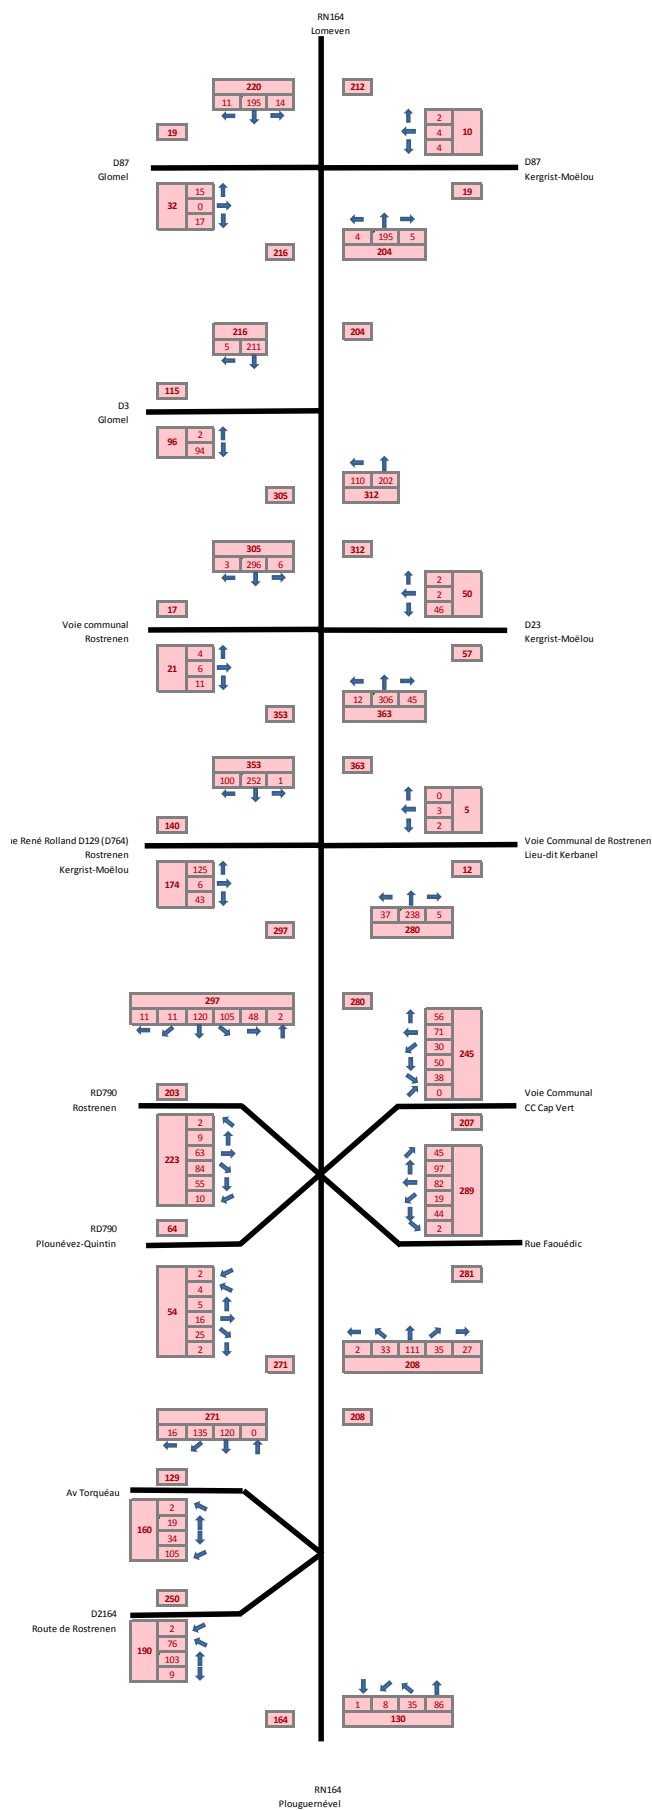 RN164
Lomeven
220
212
11 195 14
2
19
4 10
4
D87
Glomel
D87
Kergrist-Moëlou
15
19
32 0
17
4 195 5
216
204
216
204
5 211
115
D3
Glomel
2
96
94
110 202
305
312
305
312
3 296 6
2
17
2 50
46
Voie communal
Rostrenen
D23
Kergrist-Moëlou
4
57
21 6
11
12 306 45
353
363
353
363
100 252 1
0
140
3 5
2
ıe René Rolland D129 (D764)
Rostrenen
Kergrist-Moëlou
Voie Communal de Rostrenen
Lieu-dit Kerbanel
125
12
174 6
43
37 238 5
297
280
297
280
11 11 120 105 48 2
56
71
30
245
50
38
0
RD790
Rostrenen
203
Voie Communal
CC Cap Vert
207
2
9
63
223
84
55
10
45
97
82
289
19
44
2
64
RD790
Plounévez-Quintin
Rue Faouédic
281
2
4
5
54
16
25
2
2 33 111 35 27
271
208
271
208
16 135 120 0
129
Av Torquéau
2
19
160
34
105
250
D2164
Route de Rostrenen
2
76
190
103
9
1 8 35 86
164
130
RN164
Plouguernével